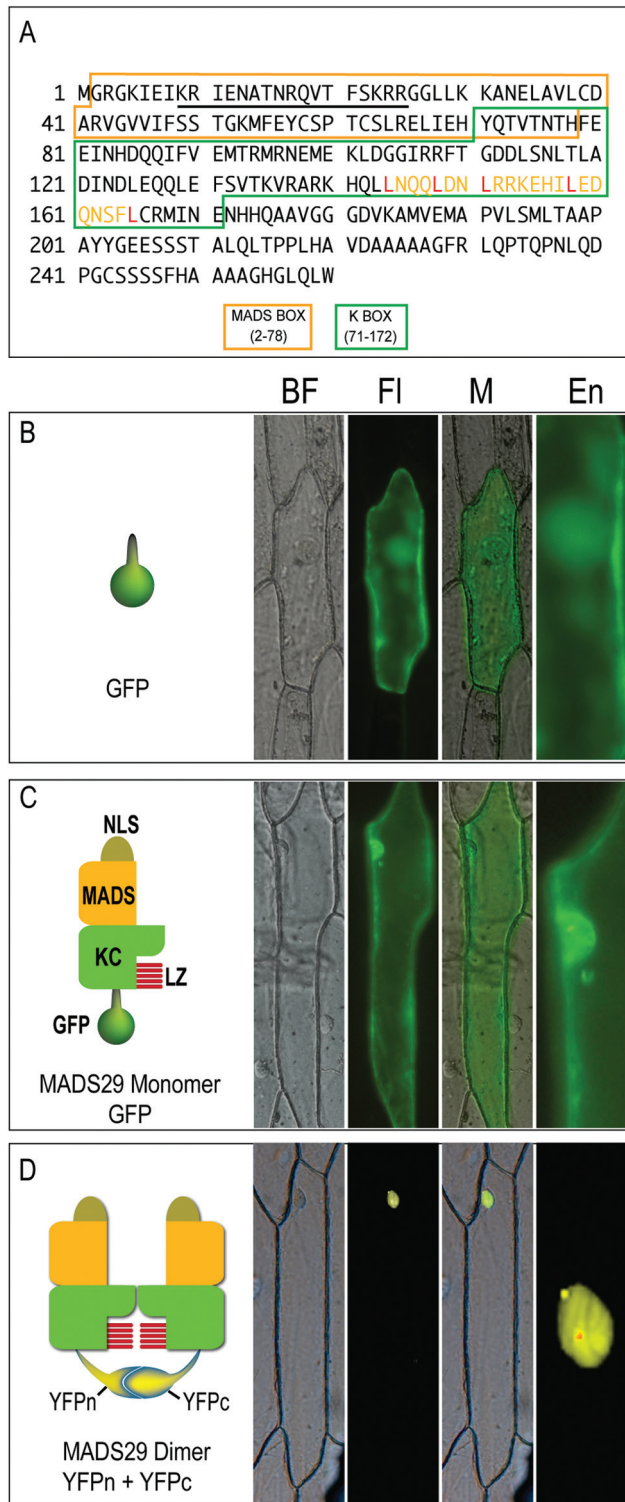 A
1 MGRGKIEIKR IENATNRQVT FSKRRGGLLK KANELAVLCD
41 ARVGVVIFSS TGKMFEYCSP TCSLRELIEH YQTVTNTHFE
81 EINHDQQIFV EMTRMRNEME KLDGGIRRFT GDDLSNLTLA
121 DINDLEQQLE FSVTKVRARK HQLLNQQLDN LRRKEHILED
161 QNSFLCRMIN ENHHQAAVGG GDVKAMVEMA PVLSMLTAAP
201 AYYGEESSST ALQLTPPLHA VDAAAAAGFR LQPTQPNLQD
241 PGCSSSSFHA AAAGHGLQLW
MADS BOX
(2-78)
K BOX
(71-172)
BF Fl M En
B
GFP
C
NLS
MADS
KC
LZ
GFP
MADS29 Monomer
GFP
D
YFPn YFPc
MADS29 Dimer
YFPn + YFPc